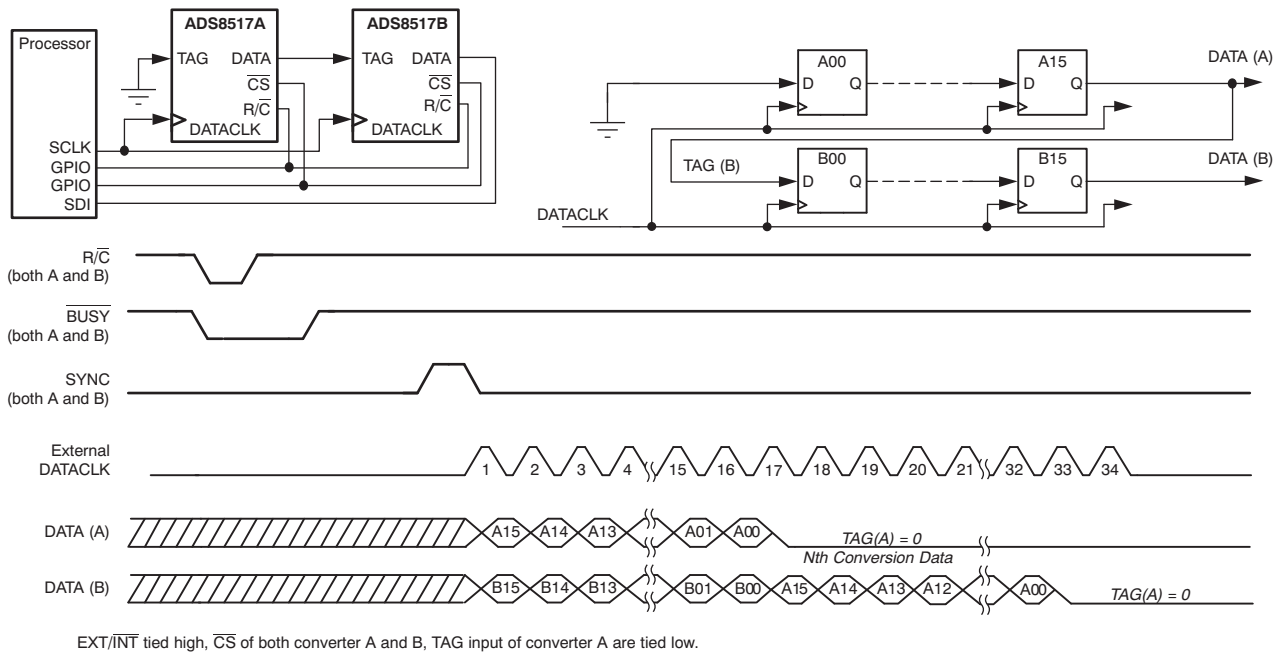 ADS8517A
ADS8517B
Processor
TAG DATA
TAG DATA
CS
CS
R/C
R/C
DATACLK
DATACLK
SCLK
GPIO
GPIO
SDI
A00
A15
DATA (A)
D Q
D Q
TAG (B)
B00
B15
DATA (B)
D Q
D Q
DATACLK
R/C
(both A and B)
BUSY
(both A and B)
SYNC
(both A and B)
External
DATACLK
1 2 3 4 15 16 17 18 19 20 21 32 33 34
DATA (A)
A15 A14 A13 A01 A00
TAG(A) = 0
Nth Conversion Data
DATA (B)
B15 B14 B13 B01 B00 A15 A14 A13 A12 A00
TAG(A) = 0
EXT/INT tied high, CS of both converter A and B, TAG input of converter A are tied low.